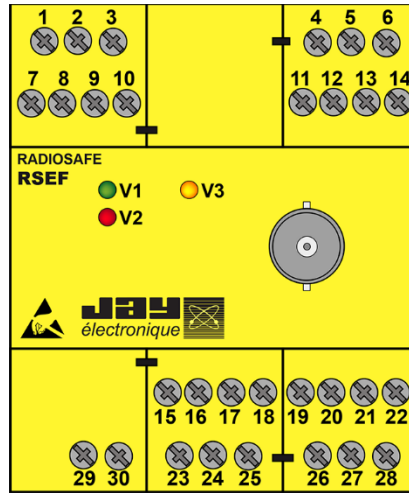 1 2 3 4 5 6
7 8 9 10 11 12 13 14
RADIOSAFE
RSEF
V1 V3
V2
Jay
électronique
15 16 17 18 19 20 21 22
29 30 23 24 25 26 27 28